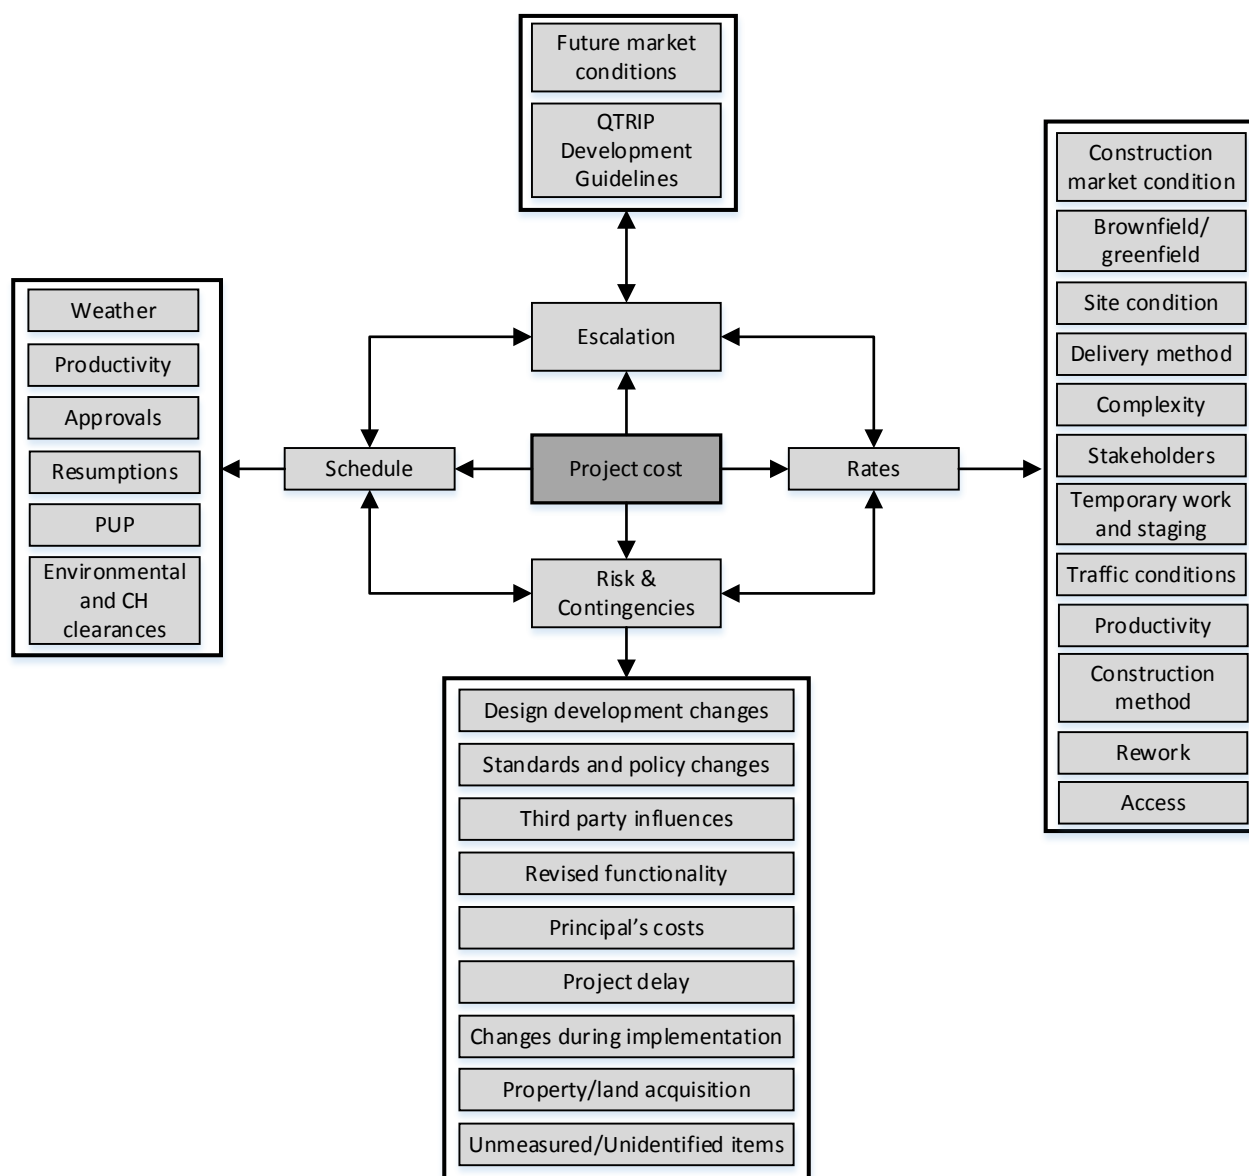 Future market
conditions
QTRIP
Development
Guidelines
Weather
Productivity
Approvals
Resumptions
PUP
Environmental
and CH
clearances
Escalation
Schedule
Project cost
Rates
Risk &
Contingencies
Construction
market condition
Brownfield/
greenfield
Site condition
Delivery method
Complexity
Stakeholders
Temporary work
and staging
Traffic conditions
Productivity
Construction
method
Rework
Access
Design development changes
Standards and policy changes
Third party influences
Revised functionality
Principal’s costs
Project delay
Changes during implementation
Property/land acquisition
Unmeasured/Unidentified items